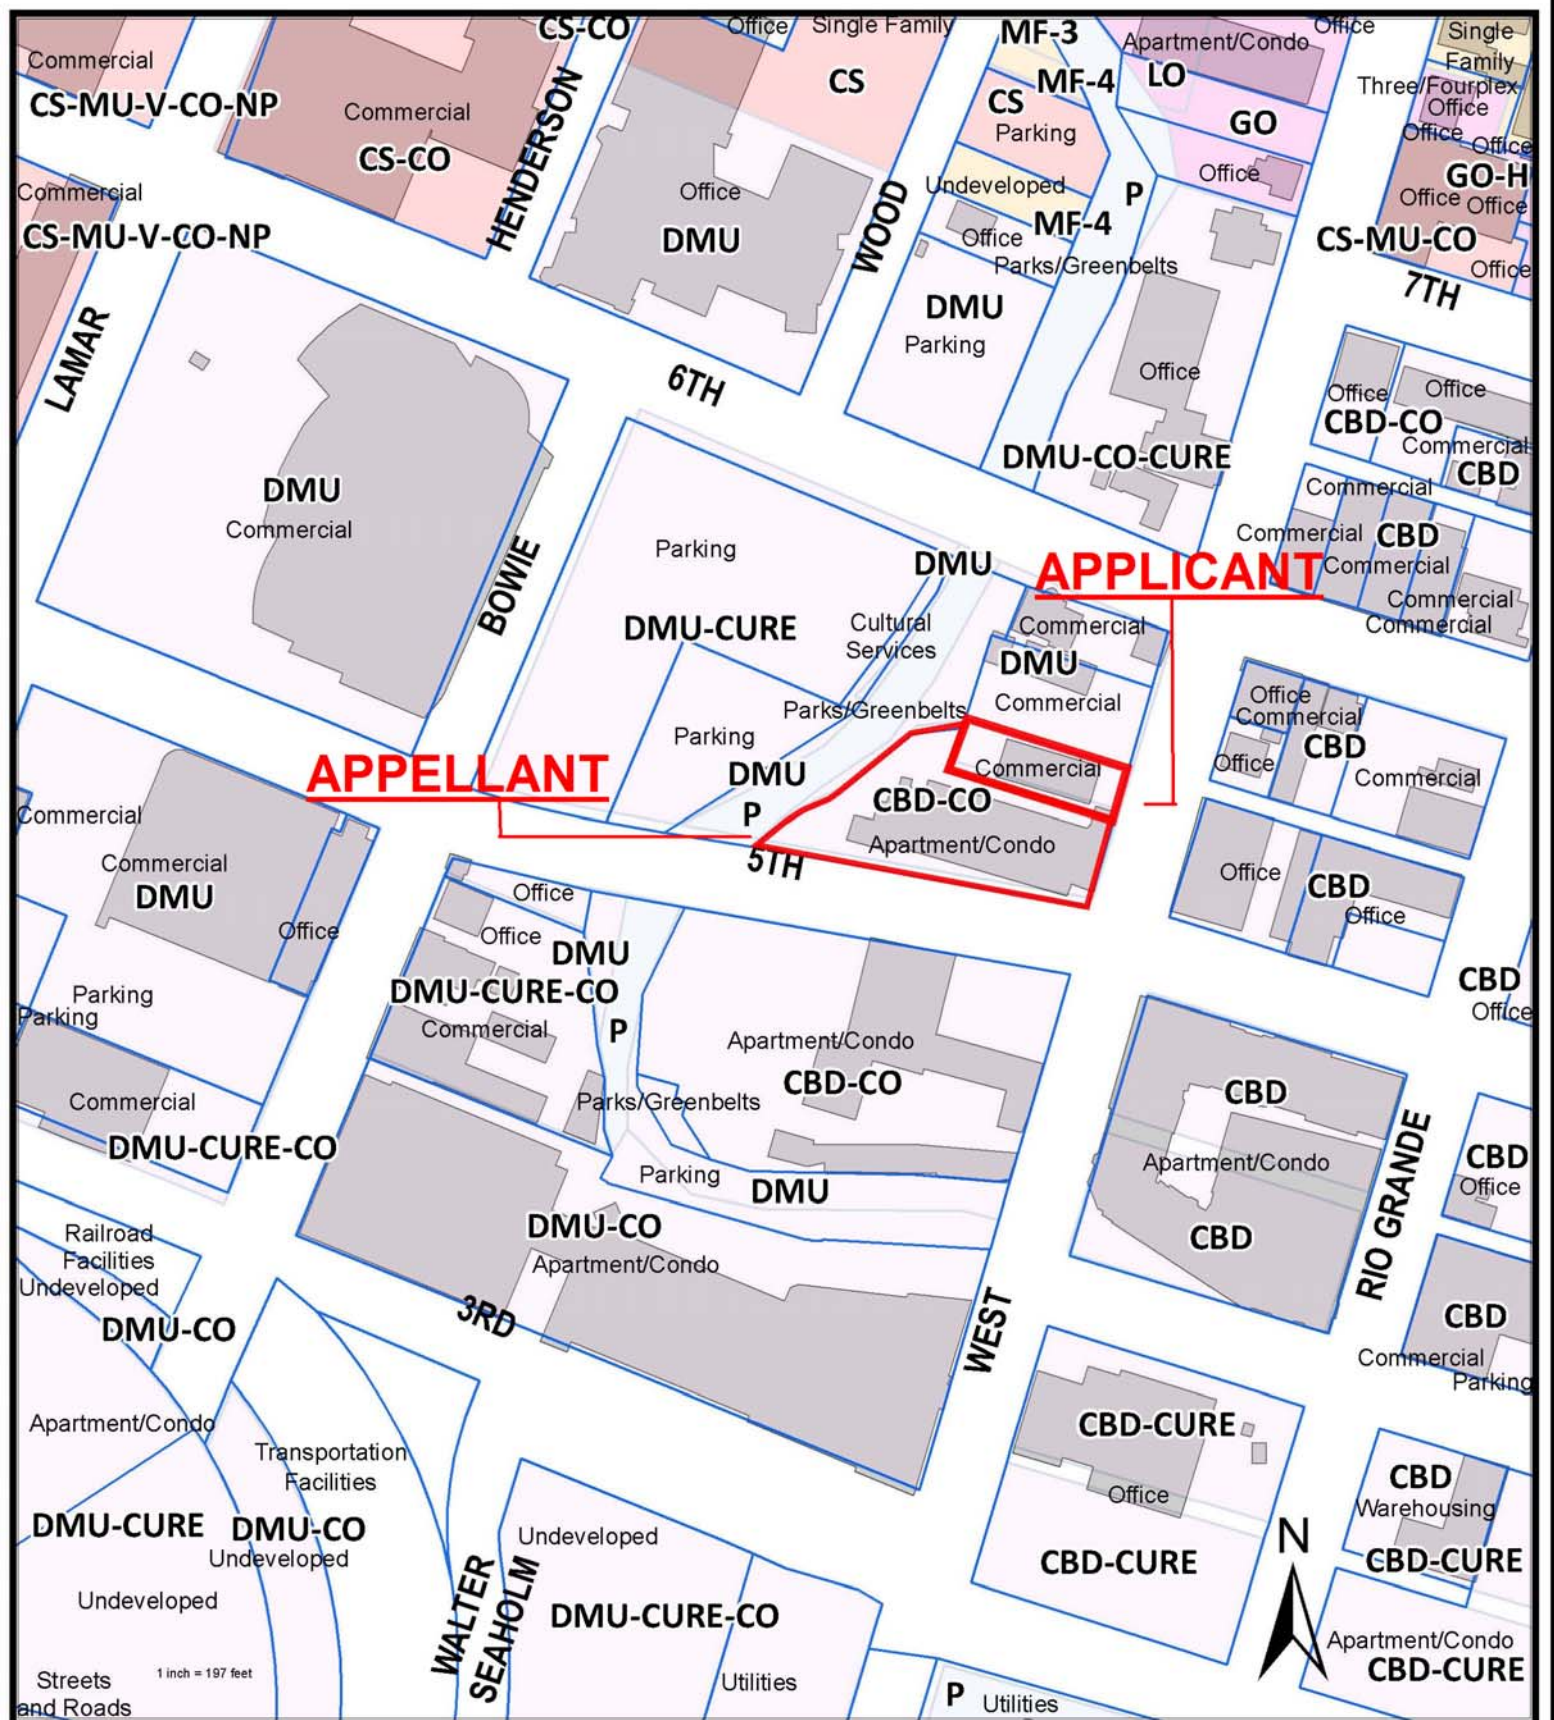 CS-CO
Office
Single Family
MF-3
Office
Single
Family
Commercial
Apartment/Condo
CS-MU-V-CO-NP
Commercial
CS
MF-4
LO
Three/Fourplex
Office
CS
Parking
GO
Office
Office
CS-CO
HENDERSON
Commercial
Office
Undeveloped
P
Office
GO-H
Office
Office
CS-MU-V-CO-NP
DMU
WOOD
Office
MF-4
Parks/Greenbelts
CS-MU-CO
Office
7TH
DMU
Parking
LAMAR
6TH
Office
Office
Office
CBD-CO
Commercial
DMU-CO-CURE
CBD
DMU
Commercial
Commercial
Commercial
CBD
Commercial
Parking
BOWIE
DMU
APPLICANT
Commercial
Commercial
DMU-CURE
Cultural
Services
Commercial
DMU
Commercial
Parks/Greenbelts
Office
Commercial
CBD
Office
Commercial
Parking
DMU
P
APPELLANT
Commercial
CBD-CO
Apartment/Condo
5TH
Commercial
Commercial
DMU
Office
Office
CBD
Office
Office
Office
DMU
DMU-CURE-CO
Commercial
P
Parking
Parking
CBD
Office
Apartment/Condo
CBD-CO
CBD
Apartment/Condo
CBD
RIO GRANDE
Commercial
DMU-CURE-CO
Parks/Greenbelts
Parking
DMU
CBD
Office
DMU-CO
Apartment/Condo
Railroad
Facilities
Undeveloped
DMU-CO
3RD
WEST
CBD
Commercial
Parking
Apartment/Condo
Transportation
Facilities
CBD-CURE
Office
CBD
Warehousing
DMU-CURE
DMU-CO
Undeveloped
Undeveloped
Undeveloped
WALTER
SEAHOLM
DMU-CURE-CO
CBD-CURE
N
CBD-CURE
Streets
and Roads
1 inch = 197 feet
Utilities
P
Utilities
Apartment/Condo
CBD-CURE